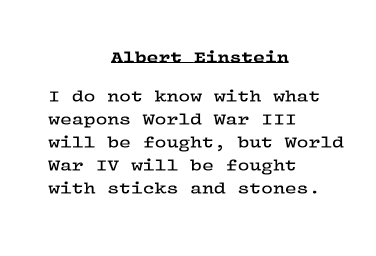 Albert Einstein
I do not know with what
weapons World War III
will be fought, but World
War IV will be fought
with sticks and stones.